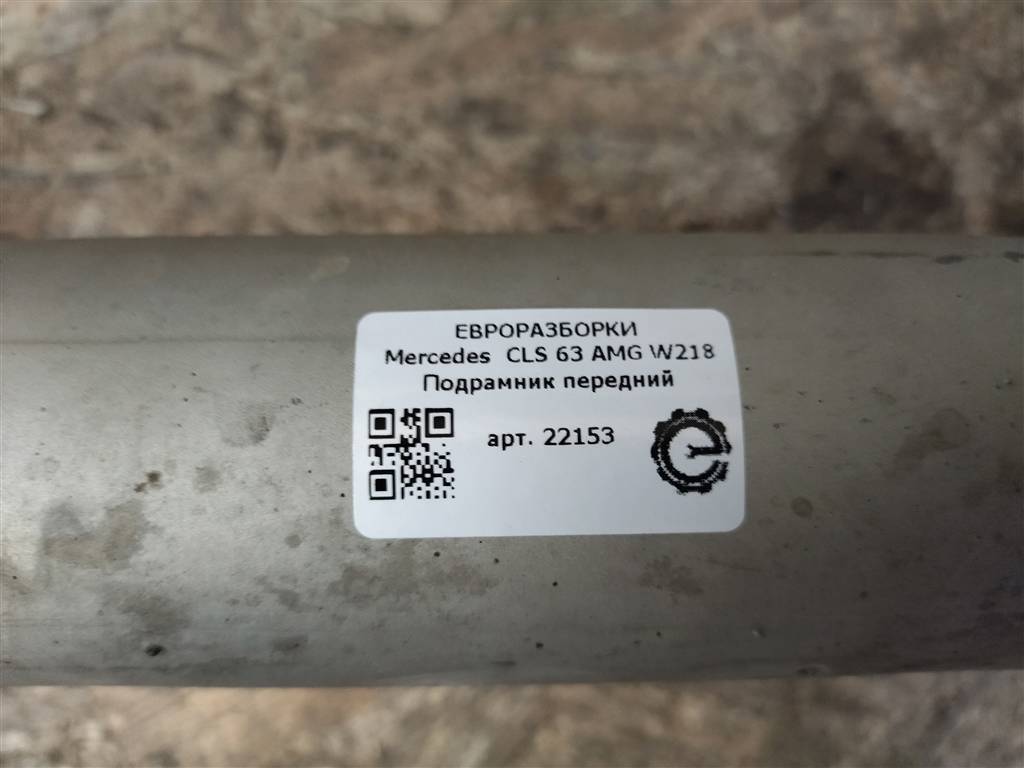 ЕВРОРАЗБОРКИ
Mercedes CLS 63 AMG W218
Подрамник передний
арт. 22153